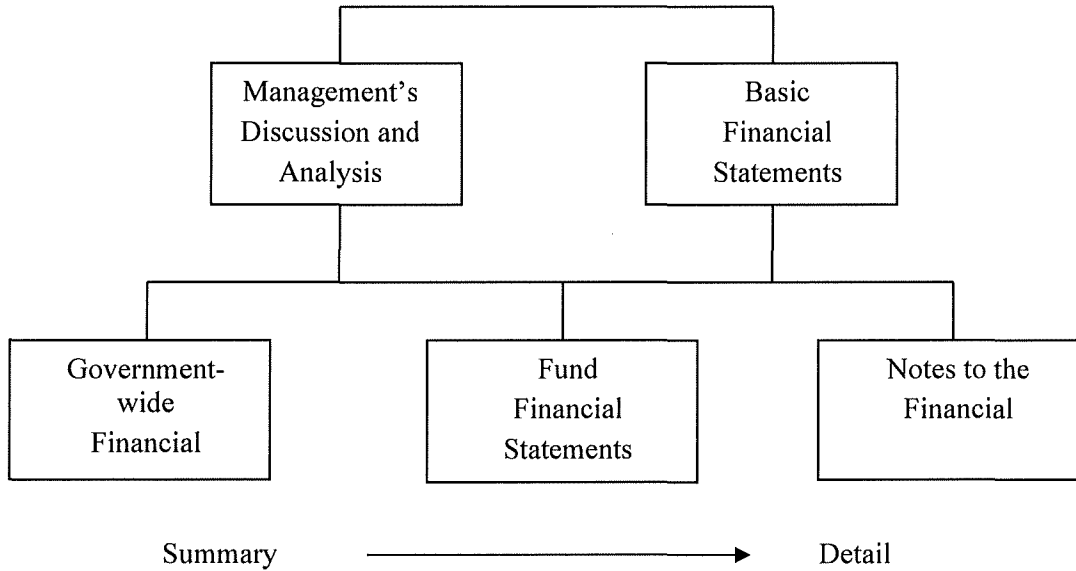 Management’s
Discussion and
Analysis
Basic
Financial
Statements
Government-
wide
Financial
Fund
Financial
Statements
Notes to the
Financial
Summary
Detail